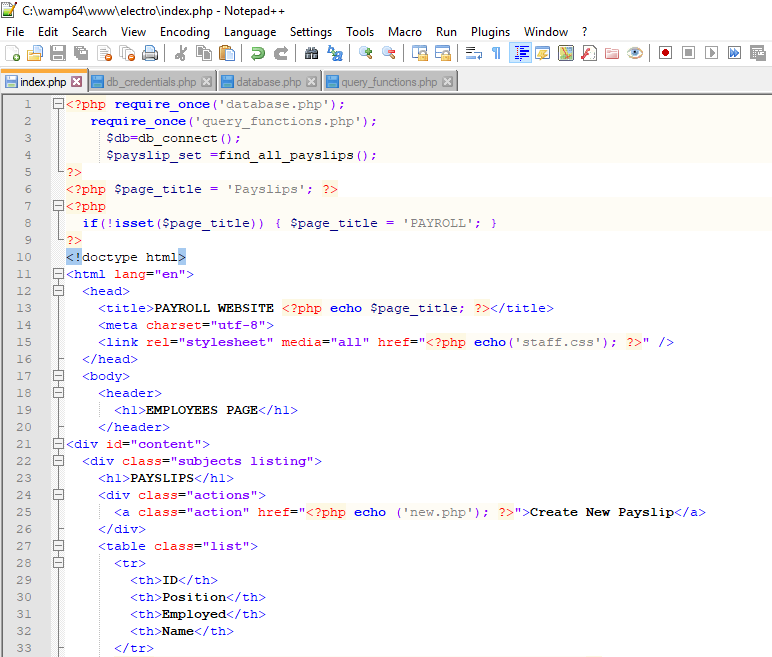 C:\wamp64\www\electro\index.php - Notepad++
File Edit Search View Encoding Language Settings Tools Macro Run Plugins Window ?
index.php db_credentials.php database.php query_functions.php
1 <?php require_once('database.php');
2 require_once('query_functions.php');
3 $db=db_connect();
4 $payslip_set =find_all_payslips();
5 ?>
6 <?php $page_title = 'Payslips'; ?>
7 <?php
8 if(!isset($page_title)) { $page_title = 'PAYROLL'; }
9 ?>
10 <!doctype html>
11 <html lang="en">
12 <head>
13 <title>PAYROLL WEBSITE <?php echo $page_title; ?></title>
14 <meta charset="utf-8">
15 <link rel="stylesheet" media="all" href="<?php echo('staff.css'); ?>" />
16 </head>
17 <body>
18 <header>
19 <h1>EMPLOYEES PAGE</h1>
20 </header>
21 <div id="content">
22 <div class="subjects listing">
23 <h1>PAYSLIPS</h1>
24 <div class="actions">
25 <a class="action" href="<?php echo ('new.php'); ?>">Create New Payslip</a>
26 </div>
27 <table class="list">
28 <tr>
29 <th>ID</th>
30 <th>Position</th>
31 <th>Employed</th>
32 <th>Name</th>
33 </tr>